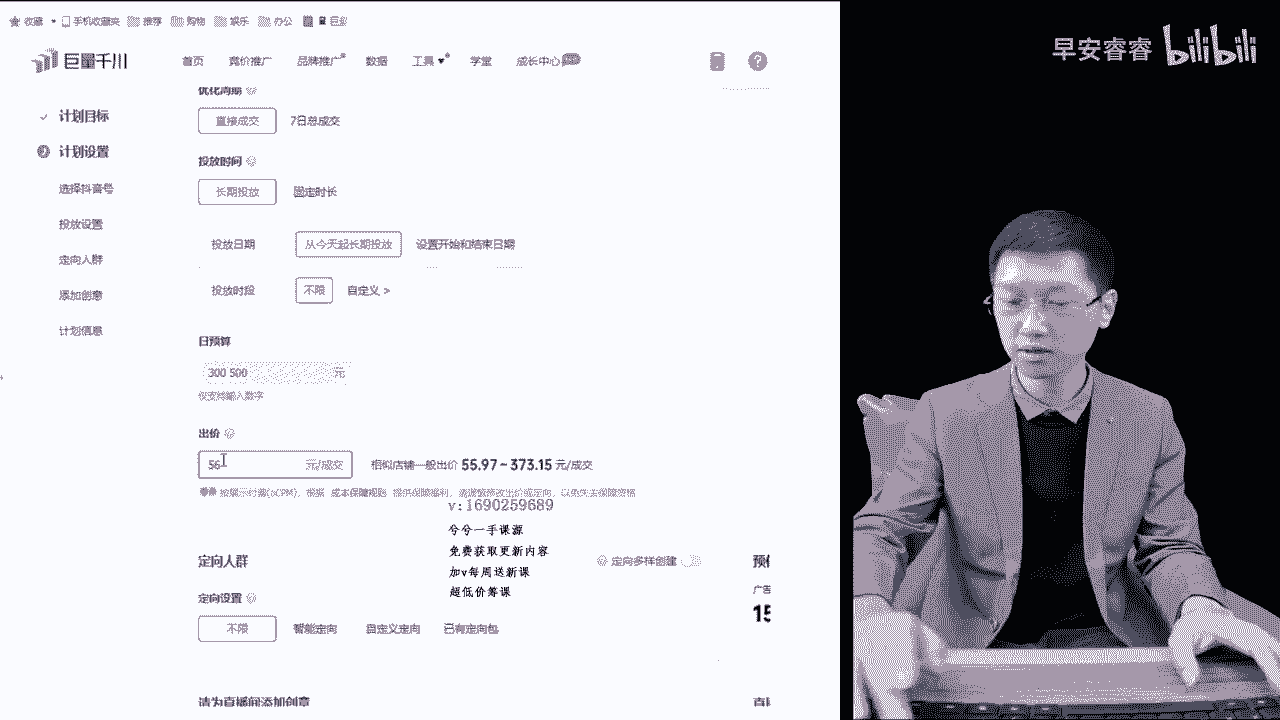 收藏 手机收藏夹 推荐 购物 娱乐 办公 巨量
巨量千川 首页 竞价推广 品牌推广 数据 工具 学堂 成长中心
早安睿睿 bilibili
优化周期
计划目标
直接成交 7日总成交
计划设置
投放时间
选择抖音号
长期投放 固定时长
投放设置
投放日期 从今天起长期投放 设置开始和结束日期
定向人群
投放时段 不限 自定义 >
添加创意
计划信息
日预算
300 500 元
仅支持输入数字
出价
56 元/成交 相似店铺一般出价 55.97 ~ 373.15 元/成交
v:1690259689
兮兮一手课源
免费获取更新内容
加v每周送新课
超低价筹课
定向人群 定向多样创建
广告
15
定向设置
不限 智能定向 自定义定向 已有定向包
请为直播间添加创意